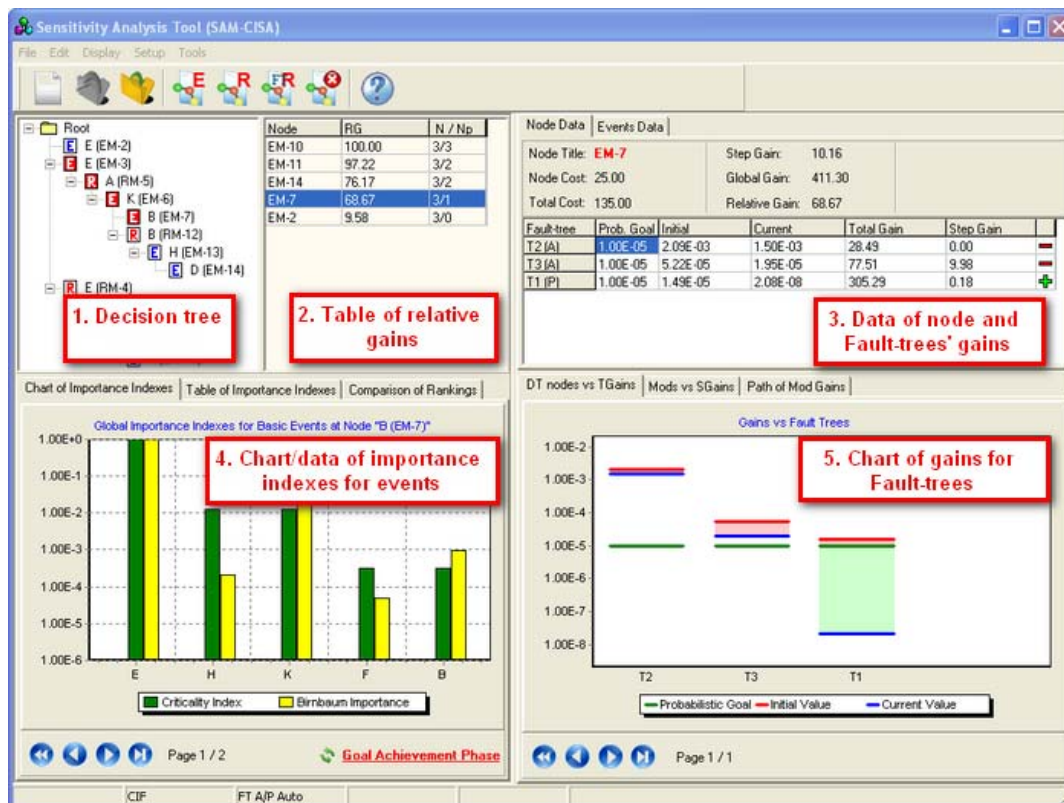 Sensitivity Analysis Tool (SAM-CISA)
File Edit Display Setup Tools
E R FR
Root
E (EM-2)
E (EM-3)
A (RM-5)
K (EM-6)
B (EM-7)
B (RM-12)
H (EM-13)
D (EM-14)
E (RM-4)
1. Decision tree
Node RG N / Np
EM-10 100.00 3/3
EM-11 97.22 3/2
EM-14 76.17 3/2
EM-7 68.67 3/1
EM-2 9.58 3/0
2. Table of relative
gains
Node Data Events Data
Node Title: EM-7 Step Gain: 10.16
Node Cost: 25.00 Global Gain: 411.30
Total Cost: 135.00 Relative Gain: 68.67
Fault-tree Prob. Goal Initial Current Total Gain Step Gain
T2 (A) 1.00E-05 2.09E-03 1.50E-03 28.49 0.00
T3 (A) 1.00E-05 5.22E-05 1.95E-05 77.51 9.98
T1 (P) 1.00E-05 1.49E-05 2.08E-08 305.29 0.18
3. Data of node and
Fault-trees' gains
Chart of Importance Indexes Table of Importance Indexes Comparison of Rankings
Global Importance Indexes for Basic Events at Node "B (EM-7)"
1.00E+0
1.00E-1
1.00E-2
1.00E-3
1.00E-4
1.00E-5
1.00E-6
E H K F B
4. Chart/data of importance
indexes for events
Criticality Index Birnbaum Importance
Page 1 / 2 Goal Achievement Phase
DT nodes vs TGains Mods vs SGains Path of Mod Gains
Gains vs Fault Trees
1.00E-2
1.00E-3
1.00E-4
1.00E-5
1.00E-6
1.00E-7
1.00E-8
T2 T3 T1
5. Chart of gains for
Fault-trees
Probabilistic Goal Initial Value Current Value
Page 1 / 1
CIF FT A/P Auto